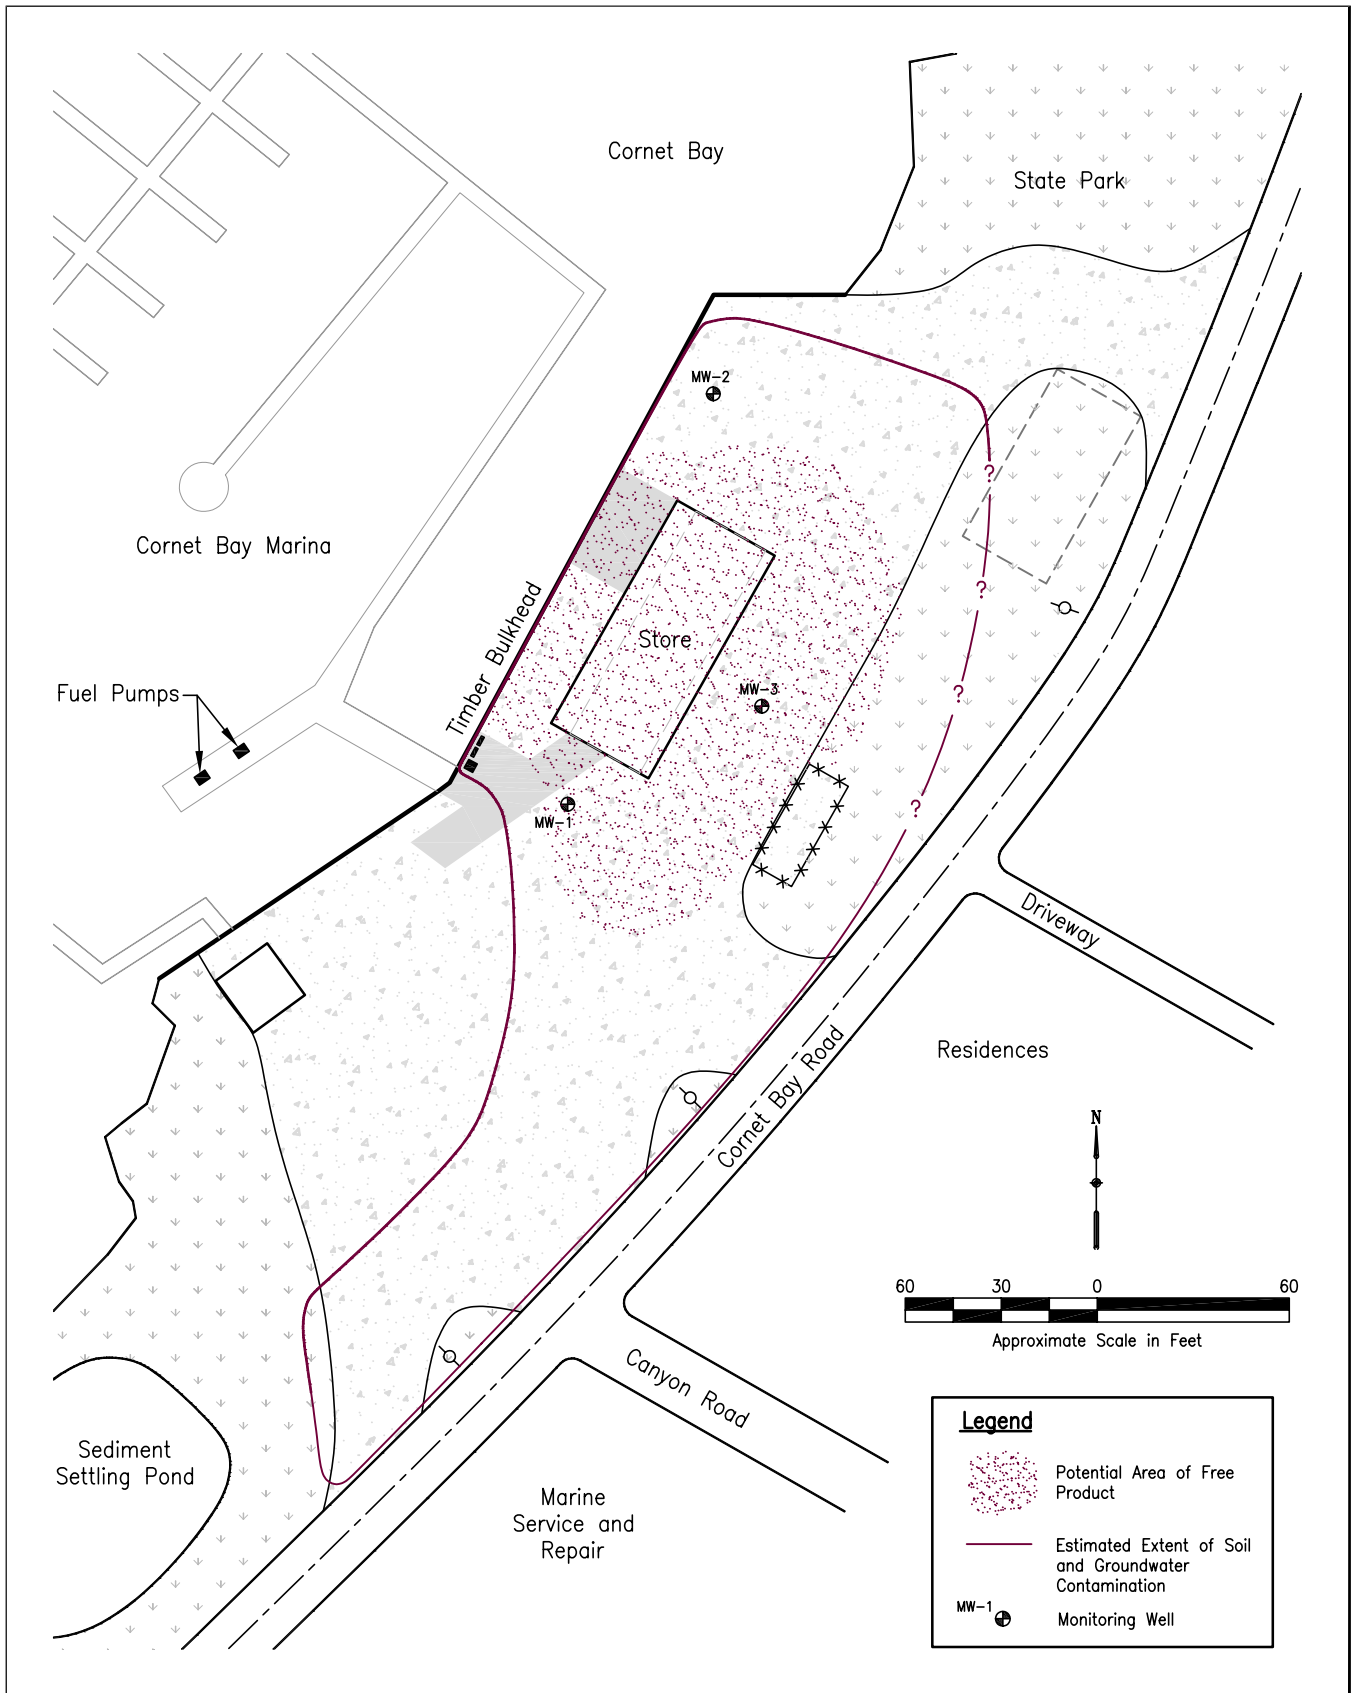 Cornet Bay
State Park
MW-2
?
Cornet Bay Marina
Timber Bulkhead
?
Store
Fuel Pumps
MW-3
?
?
MW-1
Driveway
Residences
Cornet Bay Road
N
60 30 0 60
Approximate Scale in Feet
Canyon Road
Sediment
Settling Pond
Marine
Service and
Repair
Legend
Potential Area of Free
Product
Estimated Extent of Soil
and Groundwater
Contamination
MW-1
Monitoring Well